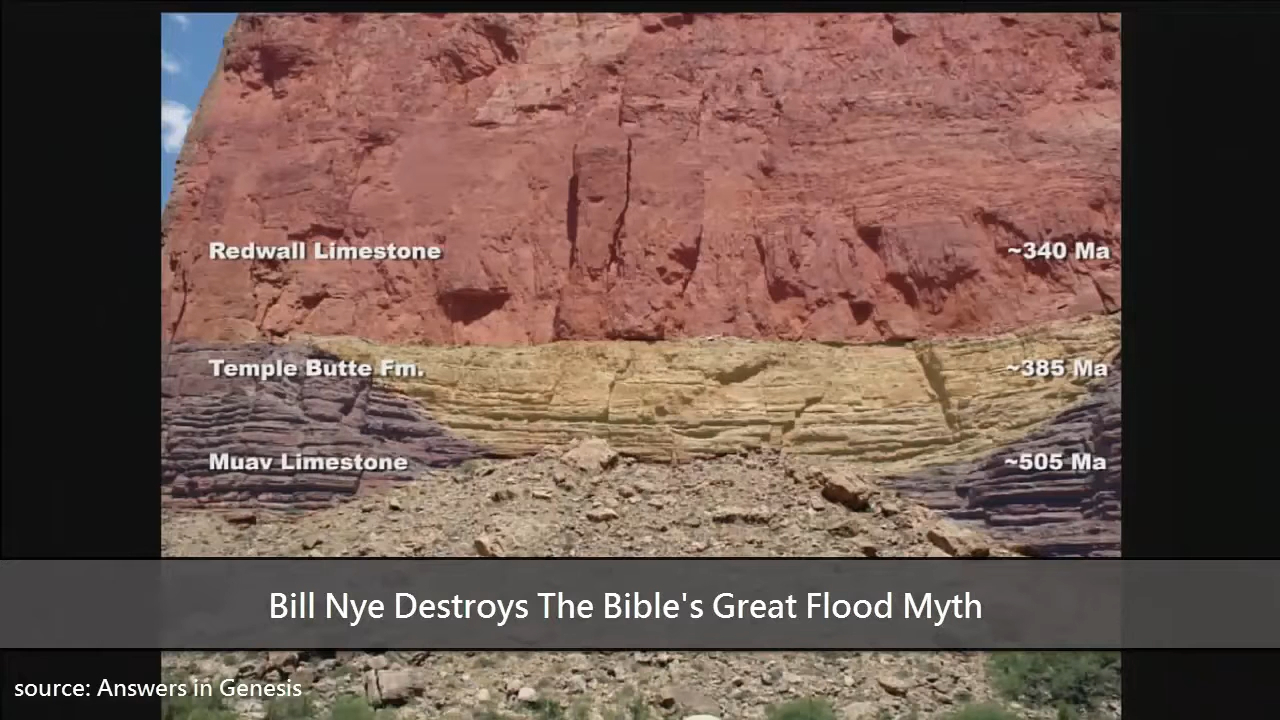 Redwall Limestone ~340 Ma
Temple Butte Fm. ~385 Ma
Muav Limestone ~505 Ma
Bill Nye Destroys The Bible's Great Flood Myth
source: Answers in Genesis